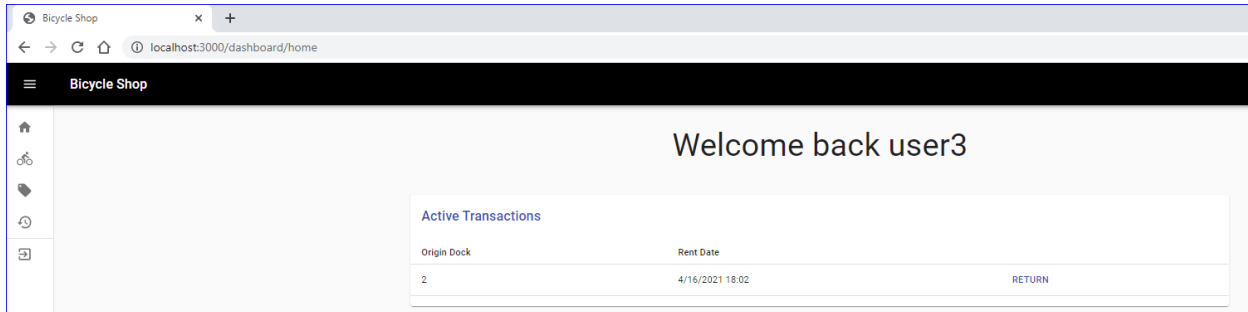 Bicycle Shop
localhost:3000/dashboard/home
Bicycle Shop
Welcome back user3
Active Transactions
Origin Dock Rent Date
2 4/16/2021 18:02 RETURN